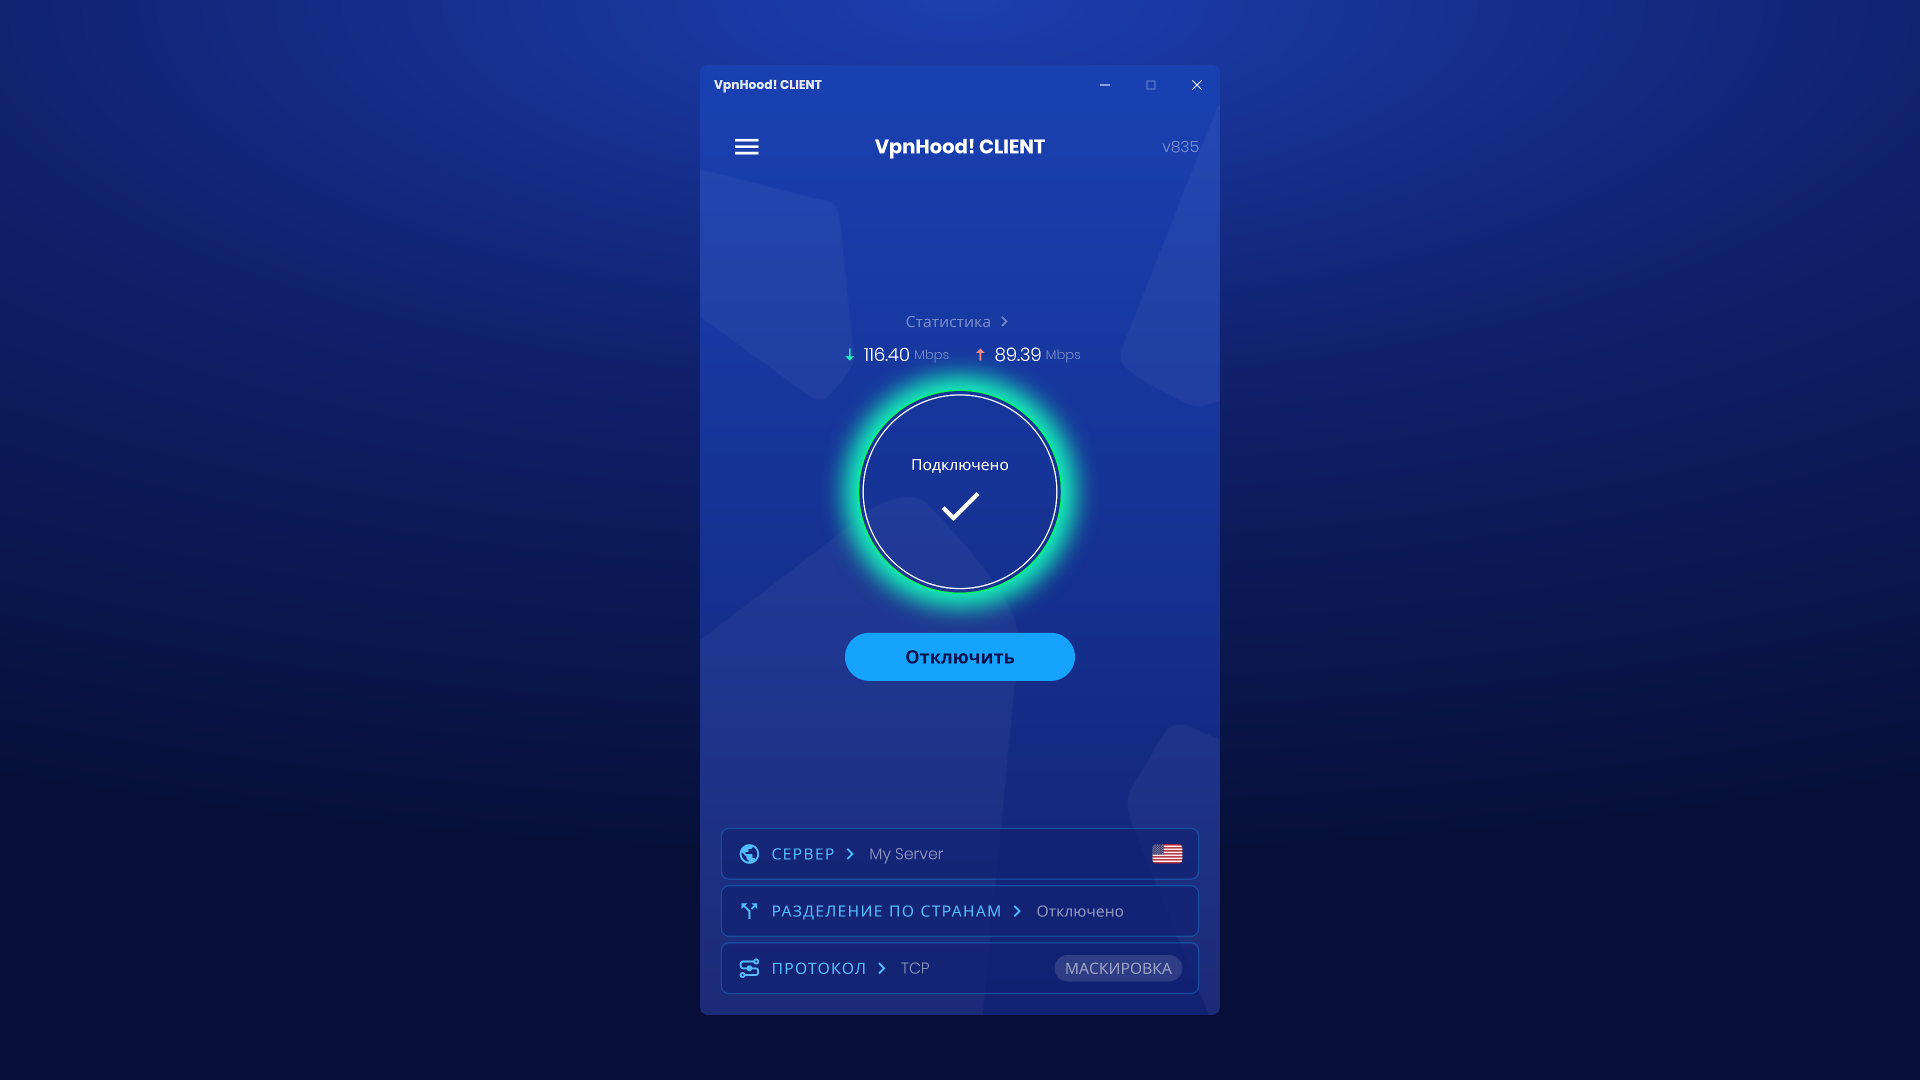 VpnHood! CLIENT
VpnHood! CLIENT
v835
Статистика
116.40 Mbps 89.39 Mbps
Подключено
Отключить
СЕРВЕР My Server
РАЗДЕЛЕНИЕ ПО СТРАНАМ Отключено
ПРОТОКОЛ TCP МАСКИРОВКА